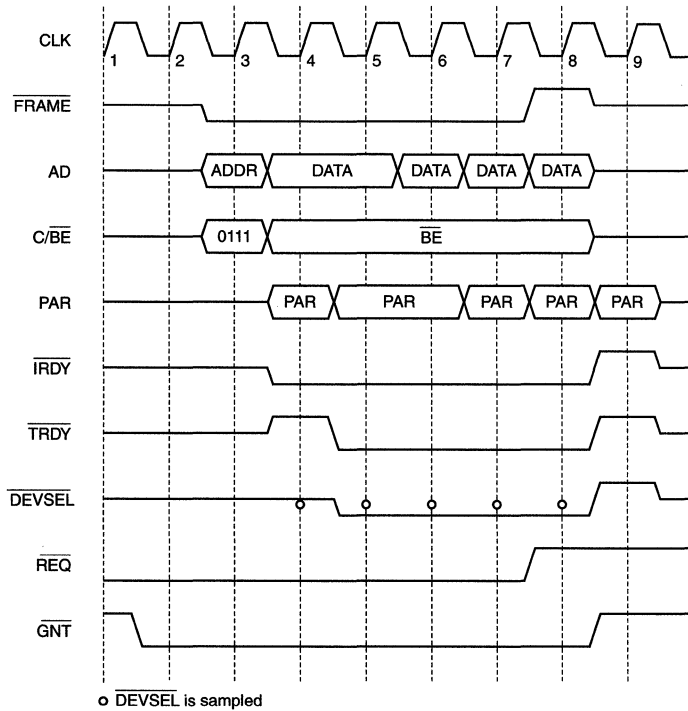 CLK 1 2 3 4 5 6 7 8 9
FRAME
AD ADDR DATA DATA DATA DATA
C/BE 0111 BE
PAR PAR PAR PAR PAR PAR
IRDY
TRDY
DEVSEL
REQ
GNT
DEVSEL is sampled